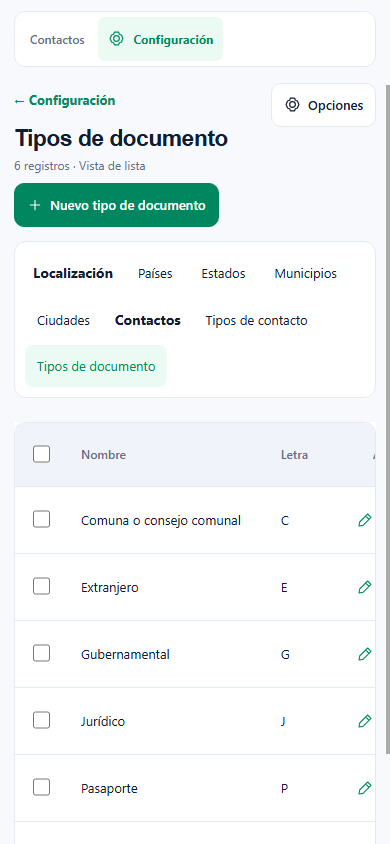 Contactos Configuración
← Configuración
Opciones
Tipos de documento
6 registros · Vista de lista
+ Nuevo tipo de documento
Localización Países Estados Municipios
Ciudades Contactos Tipos de contacto
Tipos de documento
Nombre Letra
Comuna o consejo comunal C
Extranjero E
Gubernamental G
Jurídico J
Pasaporte P